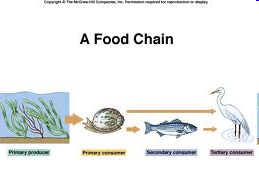 Copyright © The McGraw-Hill Companies, Inc. Permission required for reproduction or display.
A Food Chain
Primary producer
Primary consumer
Secondary consumer
Tertiary consumer